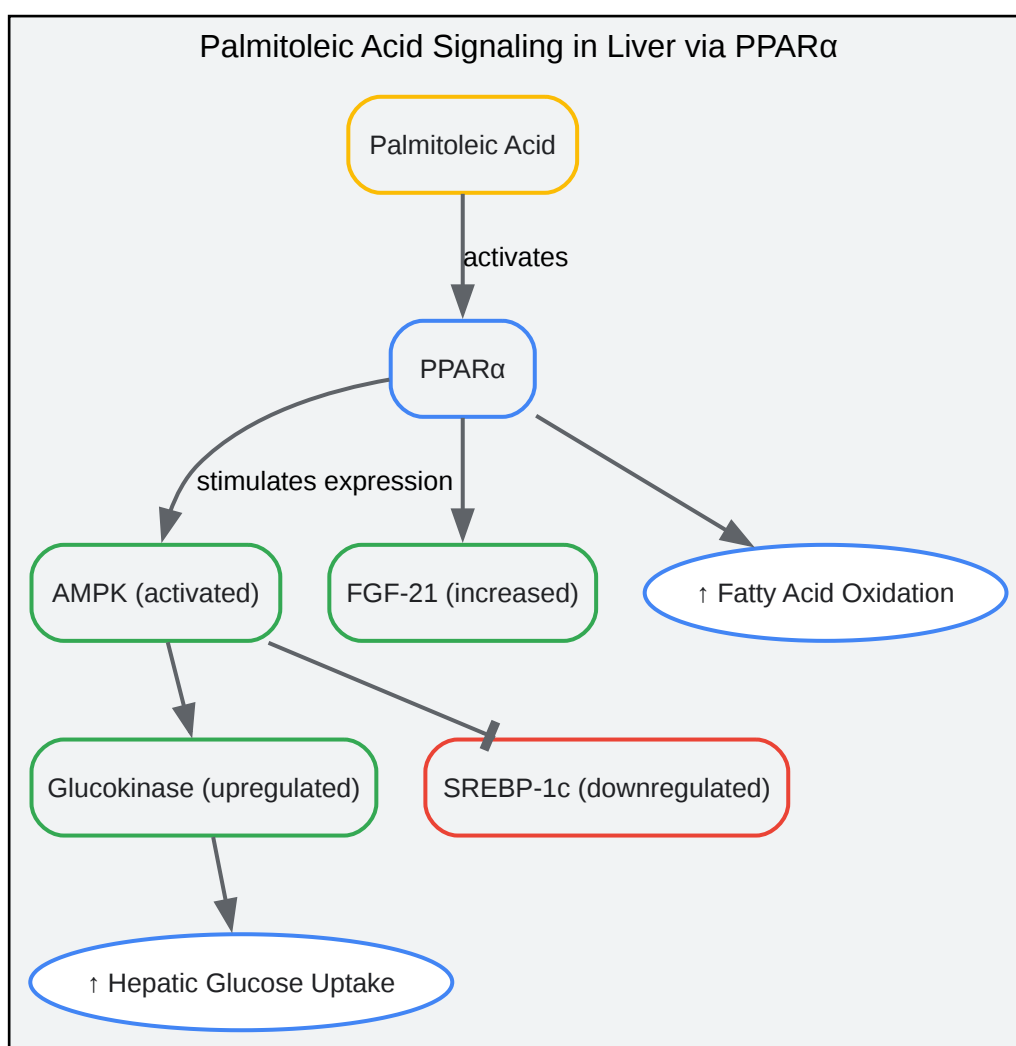 Palmitoleic Acid Signaling in Liver via PPARα
Palmitoleic Acid
activates
PPARα
stimulates expression
AMPK (activated)
FGF-21 (increased)
↑ Fatty Acid Oxidation
Glucokinase (upregulated)
SREBP-1c (downregulated)
↑ Hepatic Glucose Uptake